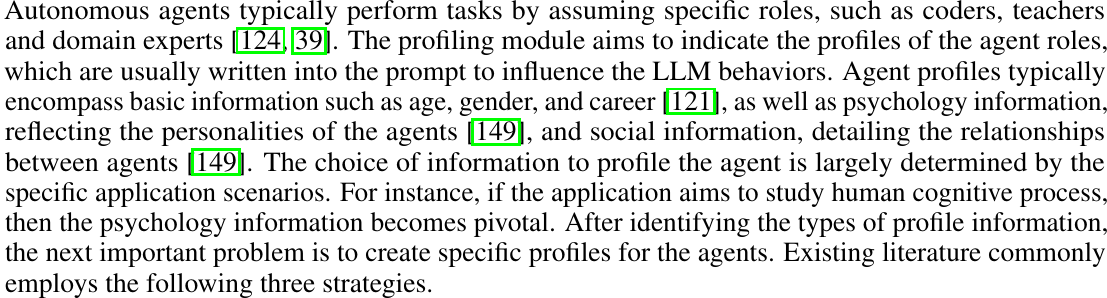 Autonomous agents typically perform tasks by assuming specific roles, such as coders, teachers
and domain experts [124, 39]. The profiling module aims to indicate the profiles of the agent roles,
which are usually written into the prompt to influence the LLM behaviors. Agent profiles typically
encompass basic information such as age, gender, and career [121], as well as psychology information,
reflecting the personalities of the agents [149], and social information, detailing the relationships
between agents [149]. The choice of information to profile the agent is largely determined by the
specific application scenarios. For instance, if the application aims to study human cognitive process,
then the psychology information becomes pivotal. After identifying the types of profile information,
the next important problem is to create specific profiles for the agents. Existing literature commonly
employs the following three strategies.